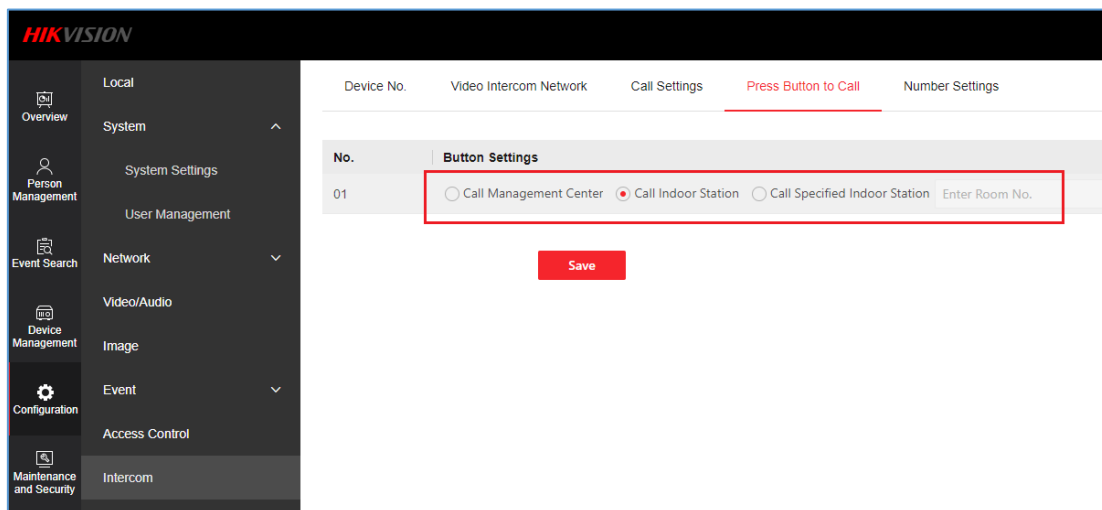 HIKVISION
Overview
Person
Management
Event Search
Device
Management
Configuration
Maintenance
and Security
Local
System
System Settings
User Management
Network
Video/Audio
Image
Event
Access Control
Intercom
Device No. Video Intercom Network Call Settings Press Button to Call Number Settings
No. Button Settings
01 Call Management Center Call Indoor Station Call Specified Indoor Station Enter Room No.
Save